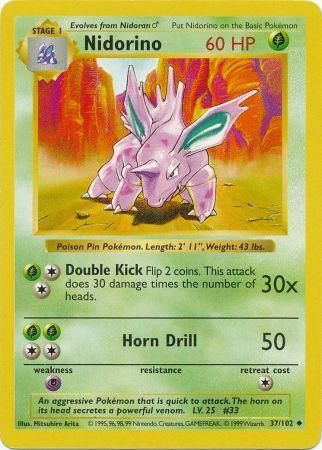 Evolves from Nidoran♂ Put Nidorino on the Basic Pokémon
STAGE 1
Nidorino 60 HP
Poison Pin Pokémon. Length: 2' 11", Weight: 43 lbs.
Double Kick Flip 2 coins. This attack
does 30 damage times the number of
heads.
30x
Horn Drill 50
weakness resistance retreat cost
An aggressive Pokémon that is quick to attack. The horn on
its head secretes a powerful venom. LV. 25 #33
Illus. Mitsuhiro Arita ©1995, 96, 98, 99 Nintendo, Creatures, GAMEFREAK. ©1999 Wizards. 37/102